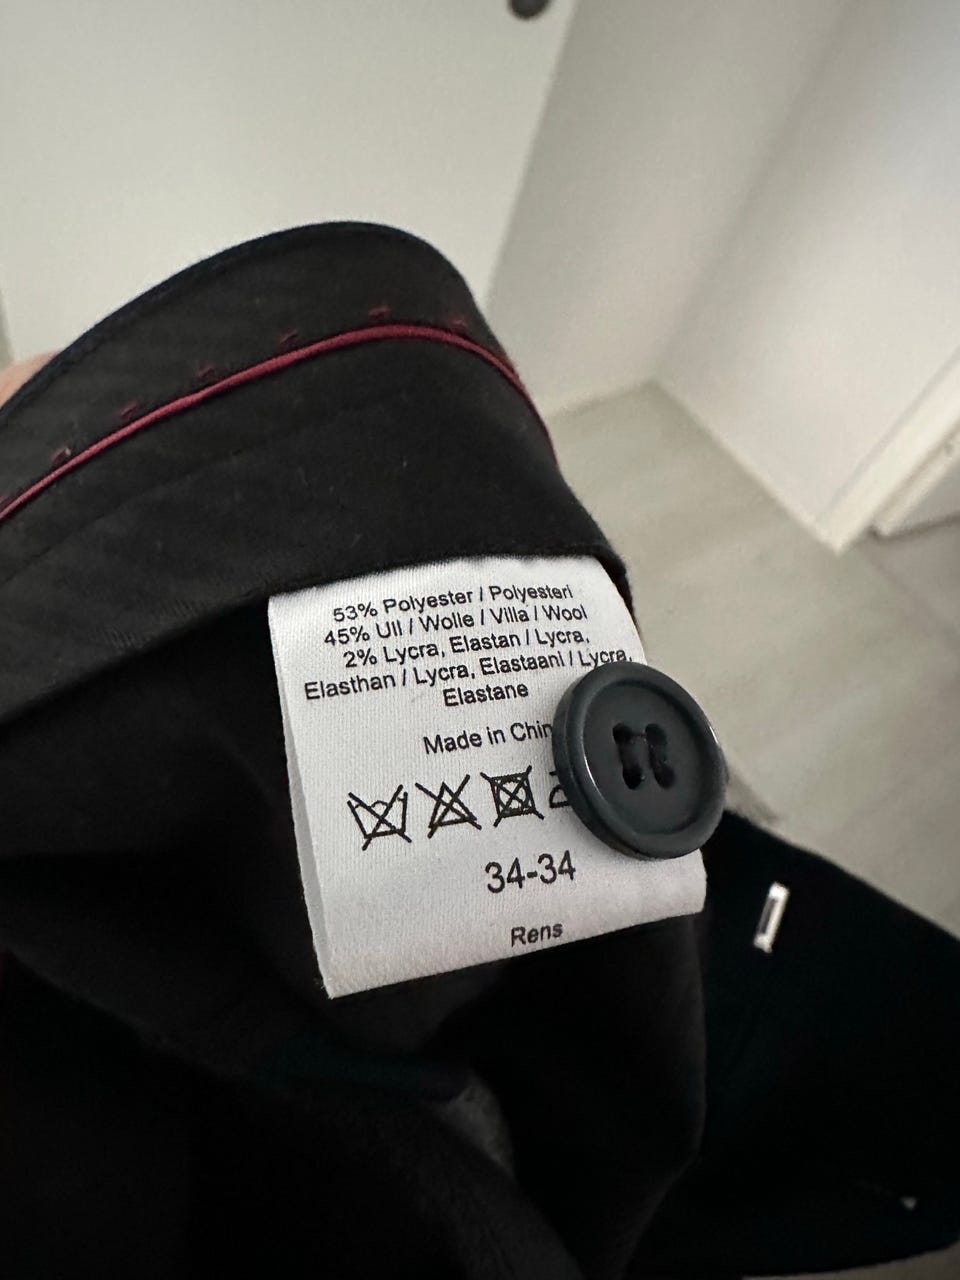 53% Polyester / Polyesteri
45% Ull / Wolle / Villa / Wool
2% Lycra, Elastan / Lycra,
Elasthan / Lycra, Elastaani / Lycra,
Elastane
Made in Chin
34-34
Rens